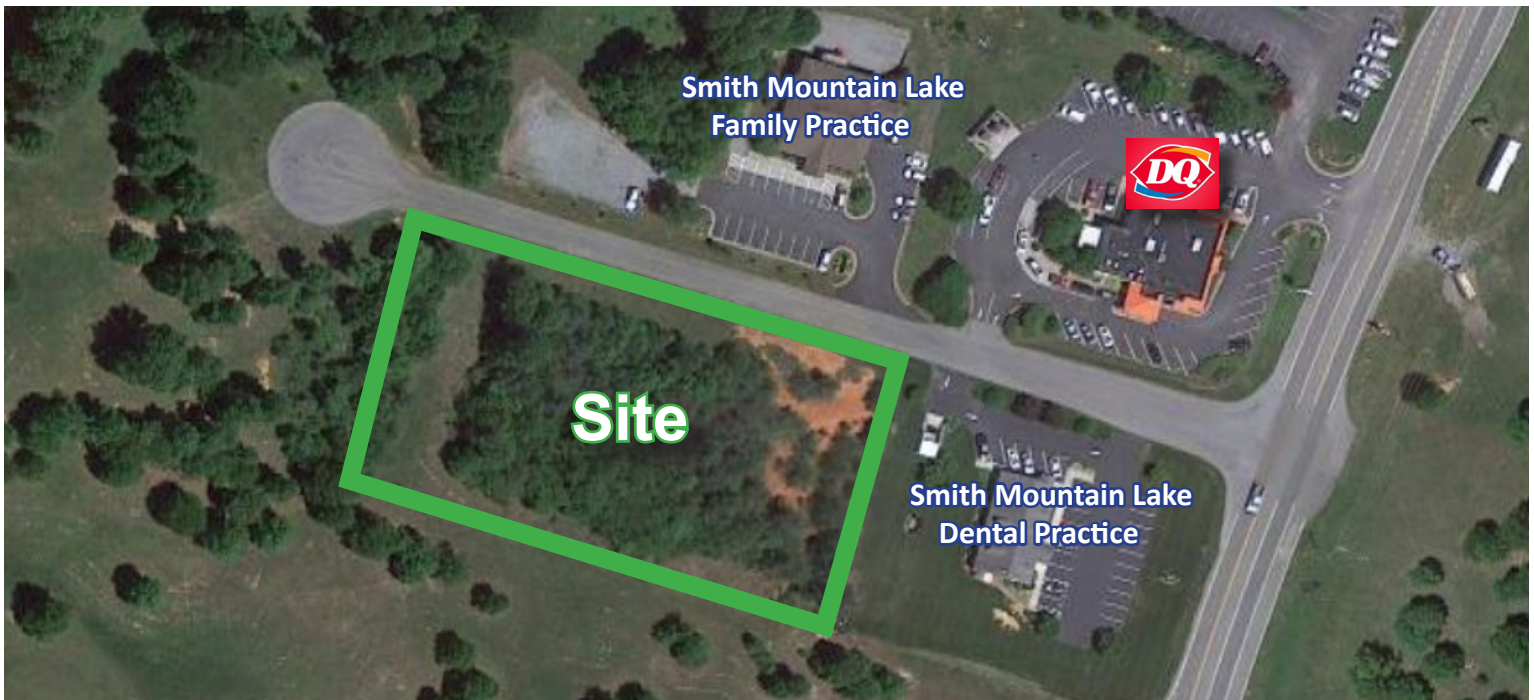 Smith Mountain Lake
Family Practice
DQ
Site
Smith Mountain Lake
Dental Practice